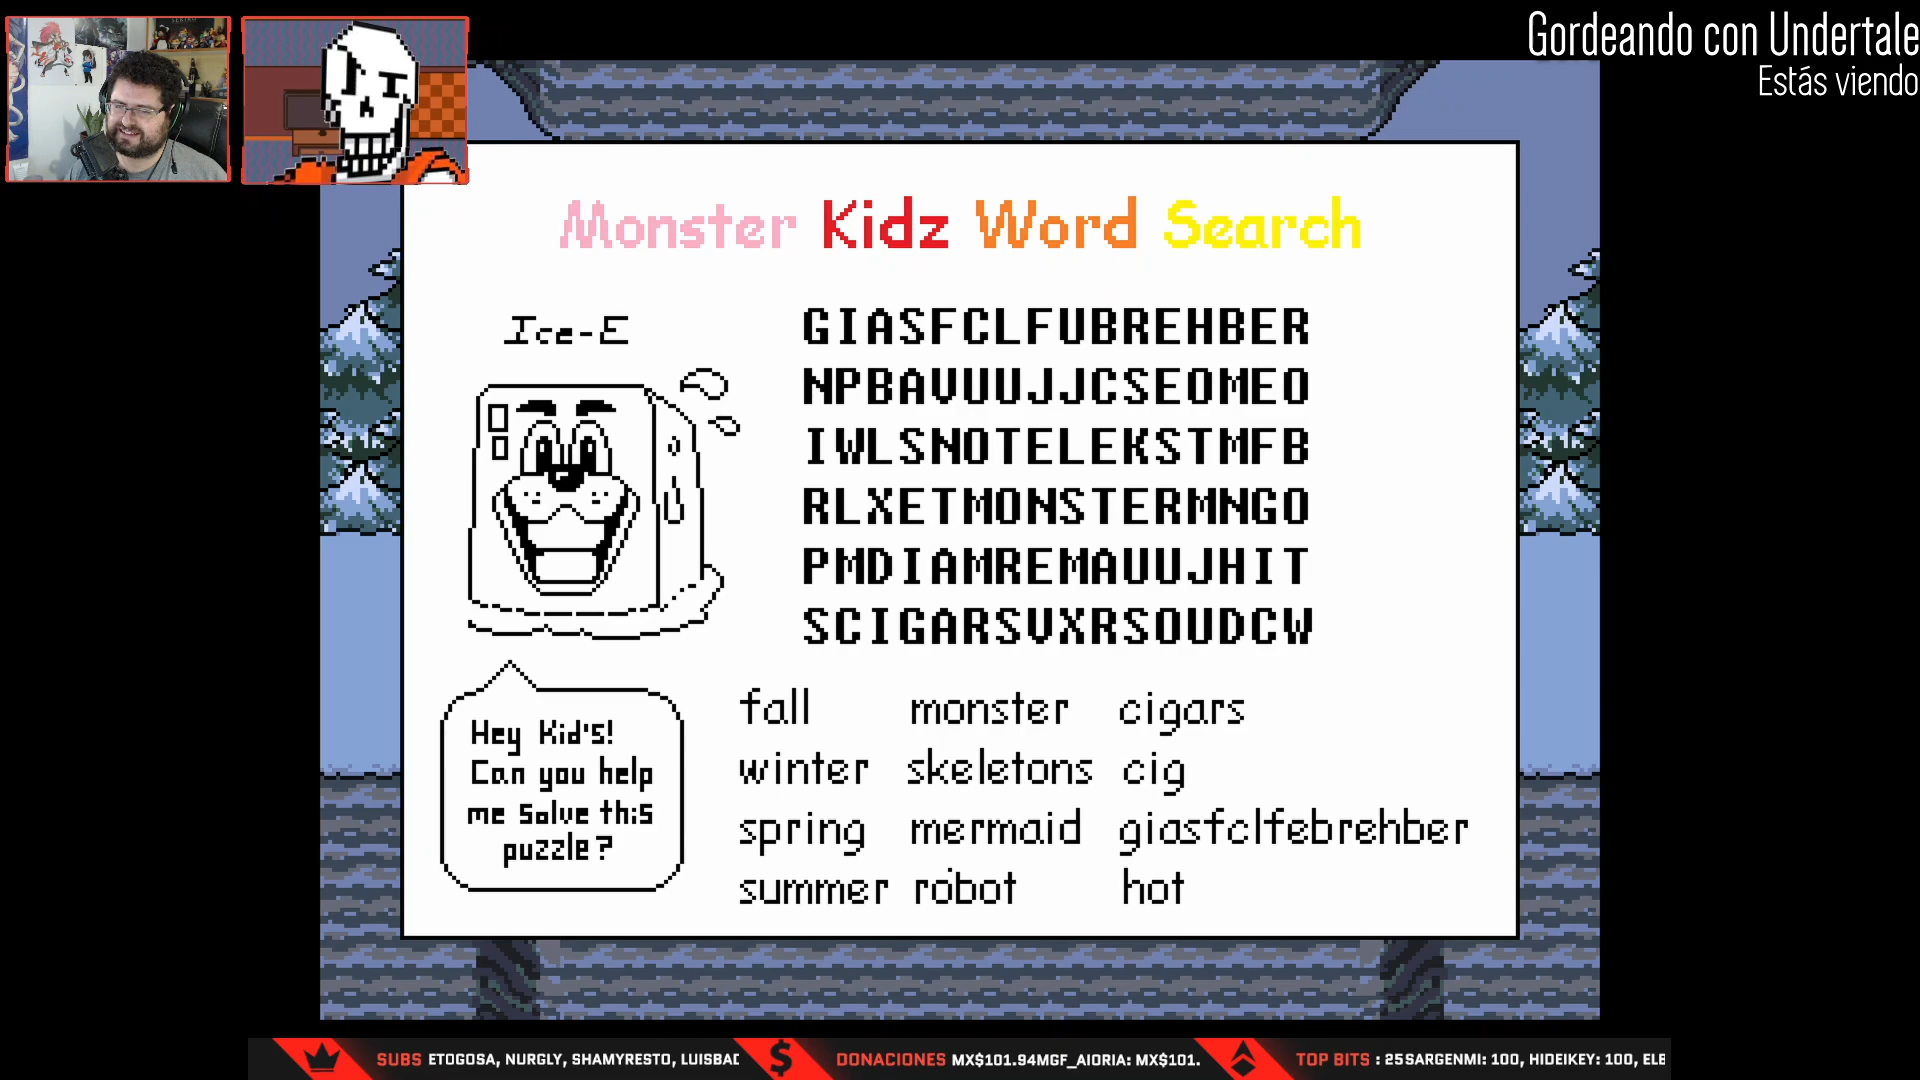 Gordeando con Undertale
Estás viendo
Monster Kidz Word Search
Ice-E
GIASFCLFUBREHBER
NPBAVUUJJCSEOMEO
IWLSNOTELEKSTMFB
RLXETMONSTERMNGO
PMDIAMREMAUUJHIT
SCIGARSVXRSOUDCW
Hey Kid's!
Can you help
me solve this
puzzle?
fall monster cigars
winter skeletons cig
spring mermaid giasfclfebrehber
summer robot hot
SUBS ETOGOSA, NURGLY, SHAMYRESTO, LUISBAD
DONACIONES MX$101.94MGF_AIORIA: MX$101.
TOP BITS : 25SARGENMI: 100, HIDEIKEY: 100, ELB